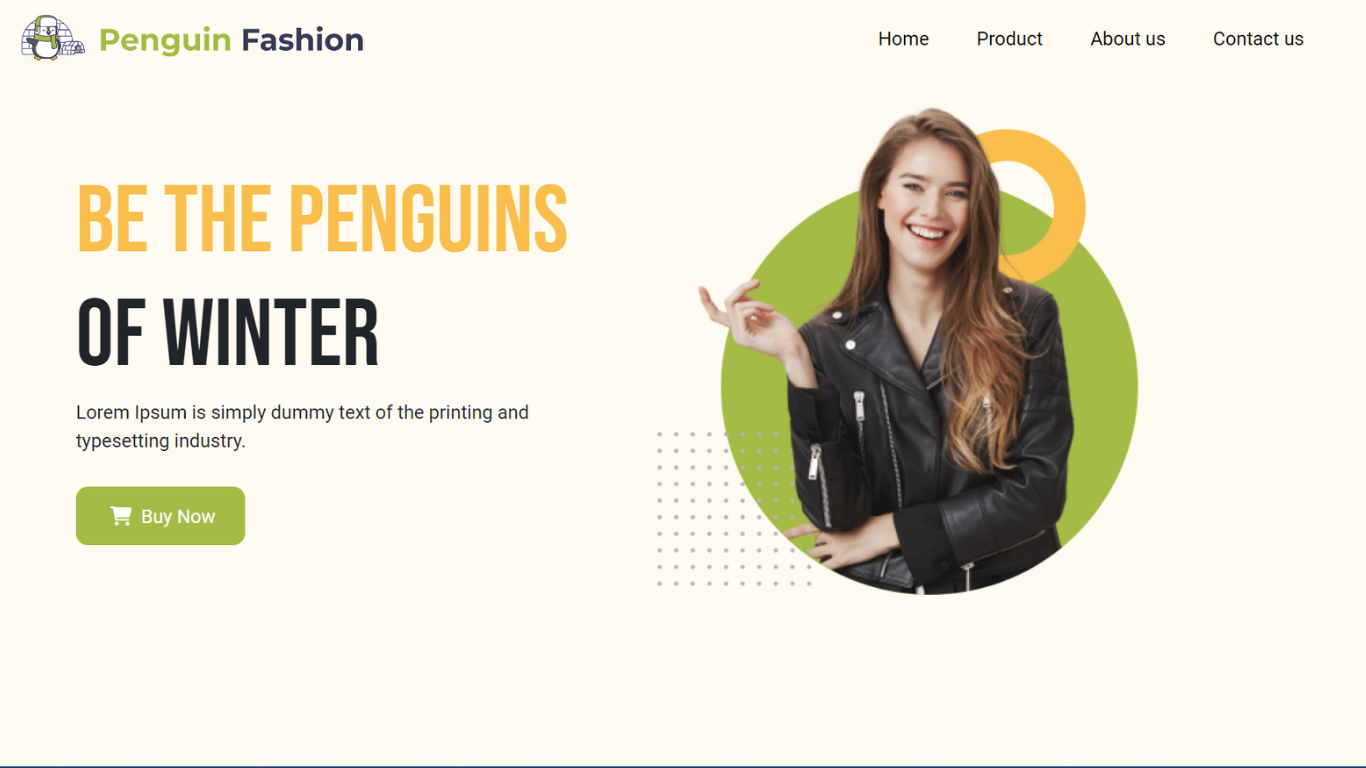 Penguin Fashion
Home Product About us Contact us
BE THE PENGUINS
OF WINTER
Lorem Ipsum is simply dummy text of the printing and
typesetting industry.
Buy Now